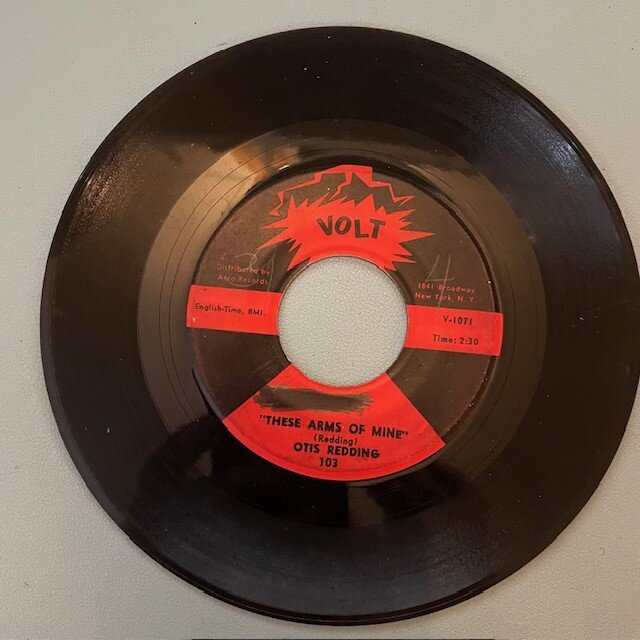 VOLT
Distributed by
Atco Records
1841 Broadway
New York, N. Y.
English-Time, BMI
Y-1071
Time: 2:30
"THESE ARMS OF MINE"
(Redding)
OTIS REDDING
103